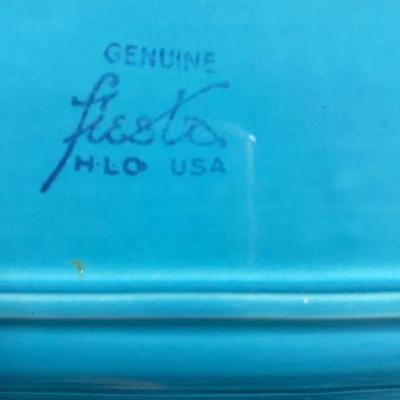 GENUINE
fiesta
H·L·Co USA